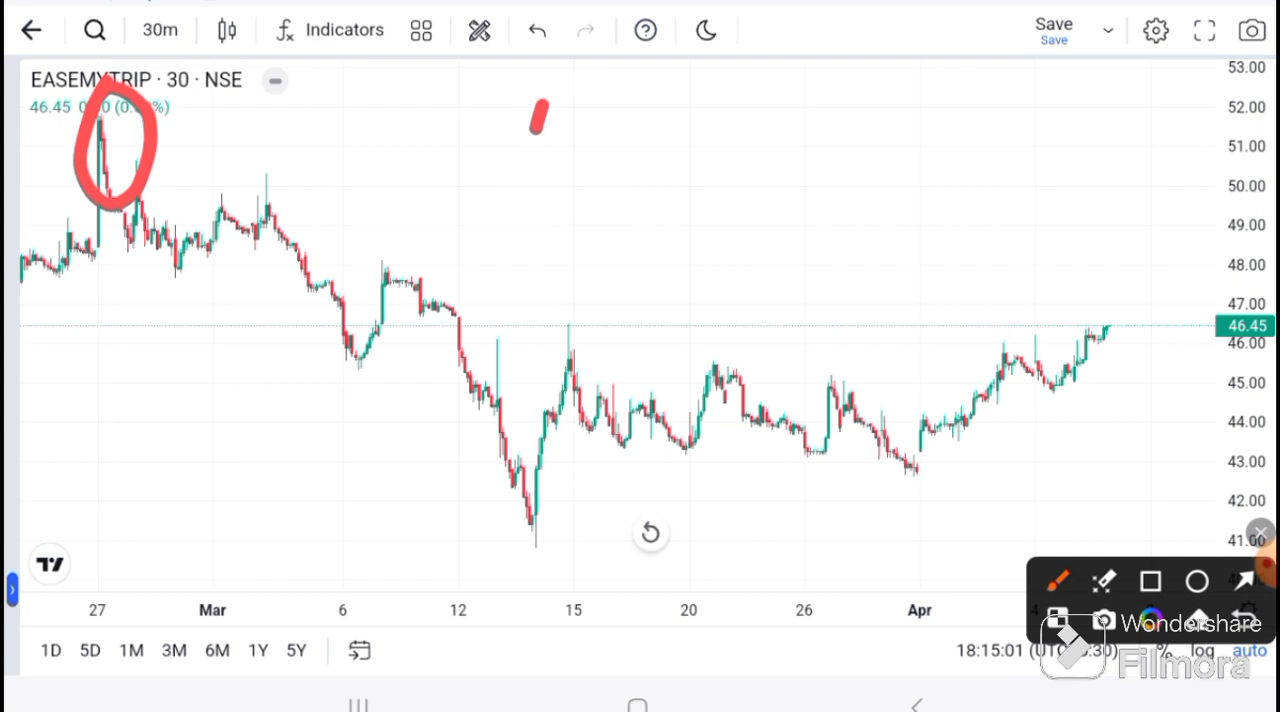 30m Indicators Save
Save
EASEMYTRIP · 30 · NSE
46.45
53.00
52.00
51.00
50.00
49.00
48.00
47.00
46.45
46.00
45.00
44.00
43.00
42.00
41.00
27 Mar 6 12 15 20 26 Apr
1D 5D 1M 3M 6M 1Y 5Y
18:15:01 % log auto
Wondershare
Filmora